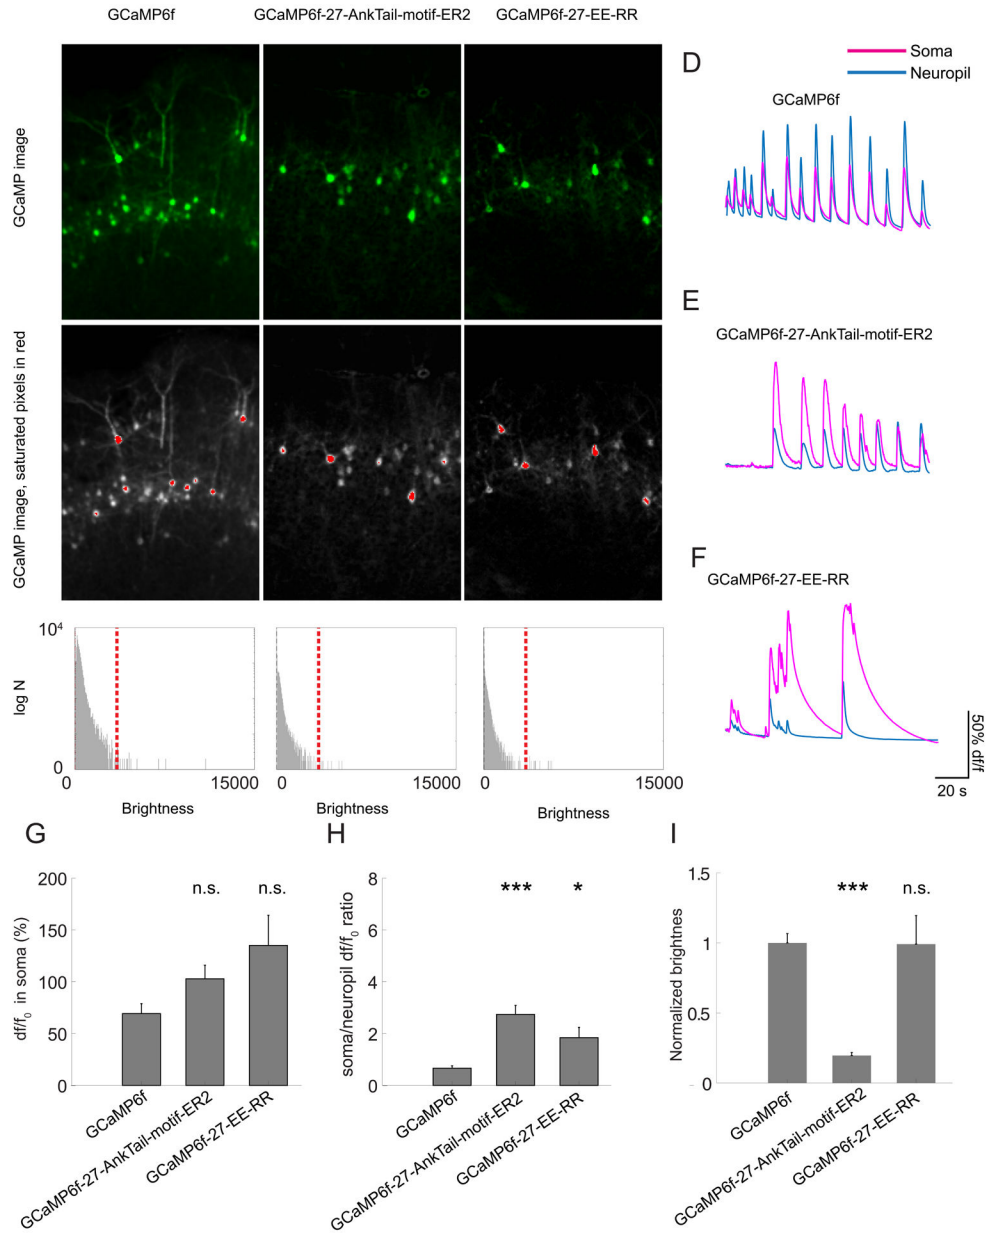 GCaMP6f
GCaMP6f-27-AnkTail-motif-ER2
GCaMP6f-27-EE-RR
GCaMP image
GCaMP image, saturated pixels in red
10⁴
log N
0
0
15000
Brightness
0
15000
Brightness
0
15000
Brightness
D
Soma
Neuropil
GCaMP6f
E
GCaMP6f-27-AnkTail-motif-ER2
F
GCaMP6f-27-EE-RR
50% df/f
20 s
G
200
150
100
50
0
df/f₀ in soma (%)
n.s.
n.s.
GCaMP6f
GCaMP6f-27-AnkTail-motif-ER2
GCaMP6f-27-EE-RR
H
8
6
4
2
0
soma/neuropil df/f₀ ratio
***
*
GCaMP6f
GCaMP6f-27-AnkTail-motif-ER2
GCaMP6f-27-EE-RR
I
1.5
1
0.5
0
Normalized brightnes
***
n.s.
GCaMP6f
GCaMP6f-27-AnkTail-motif-ER2
GCaMP6f-27-EE-RR